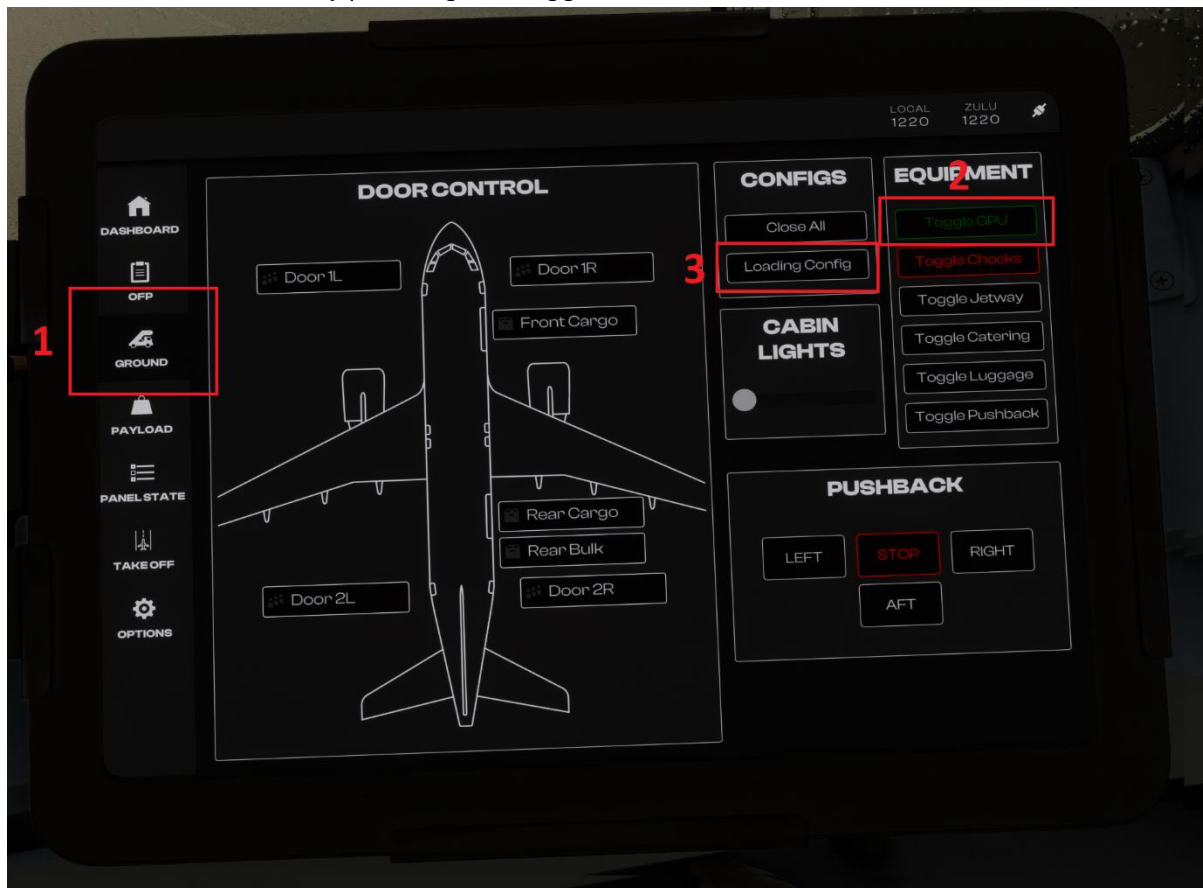 LOCAL
1220
ZULU
1220
DASHBOARD
OFP
1
GROUND
PAYLOAD
PANEL STATE
TAKE OFF
OPTIONS
DOOR CONTROL
Door 1L
Door 1R
Front Cargo
Rear Cargo
Rear Bulk
Door 2L
Door 2R
CONFIGS
Close All
3
Loading Config
CABIN
LIGHTS
EQUIPMENT
2
Toggle GPU
Toggle Chocks
Toggle Jetway
Toggle Catering
Toggle Luggage
Toggle Pushback
PUSHBACK
LEFT
STOP
RIGHT
AFT